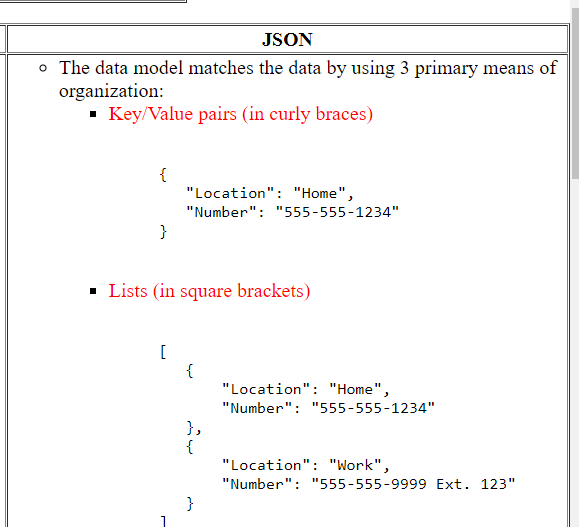 JSON
The data model matches the data by using 3 primary means of
organization:
Key/Value pairs (in curly braces)
{
"Location": "Home",
"Number": "555-555-1234"
}
Lists (in square brackets)
[
{
"Location": "Home",
"Number": "555-555-1234"
},
{
"Location": "Work",
"Number": "555-555-9999 Ext. 123"
}
]